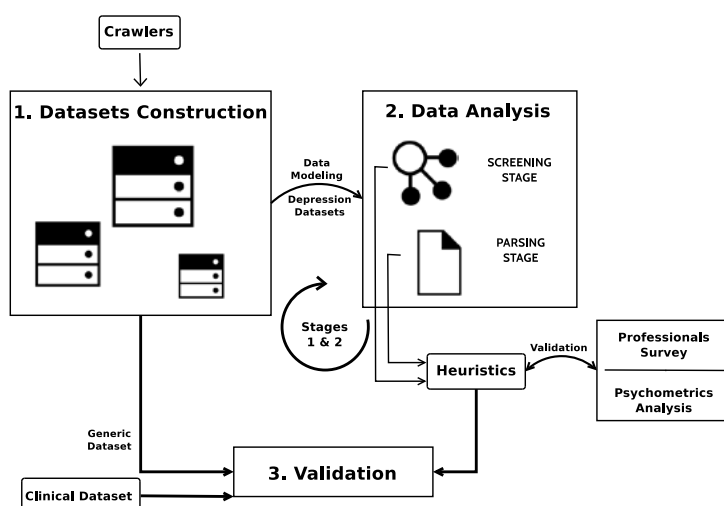 Crawlers
1. Datasets Construction
2. Data Analysis
Data
Modeling
Depression
Datasets
SCREENING
STAGE
PARSING
STAGE
Stages
1 & 2
Heuristics
Validation
Professionals
Survey
Psychometrics
Analysis
Generic
Dataset
3. Validation
Clinical Dataset